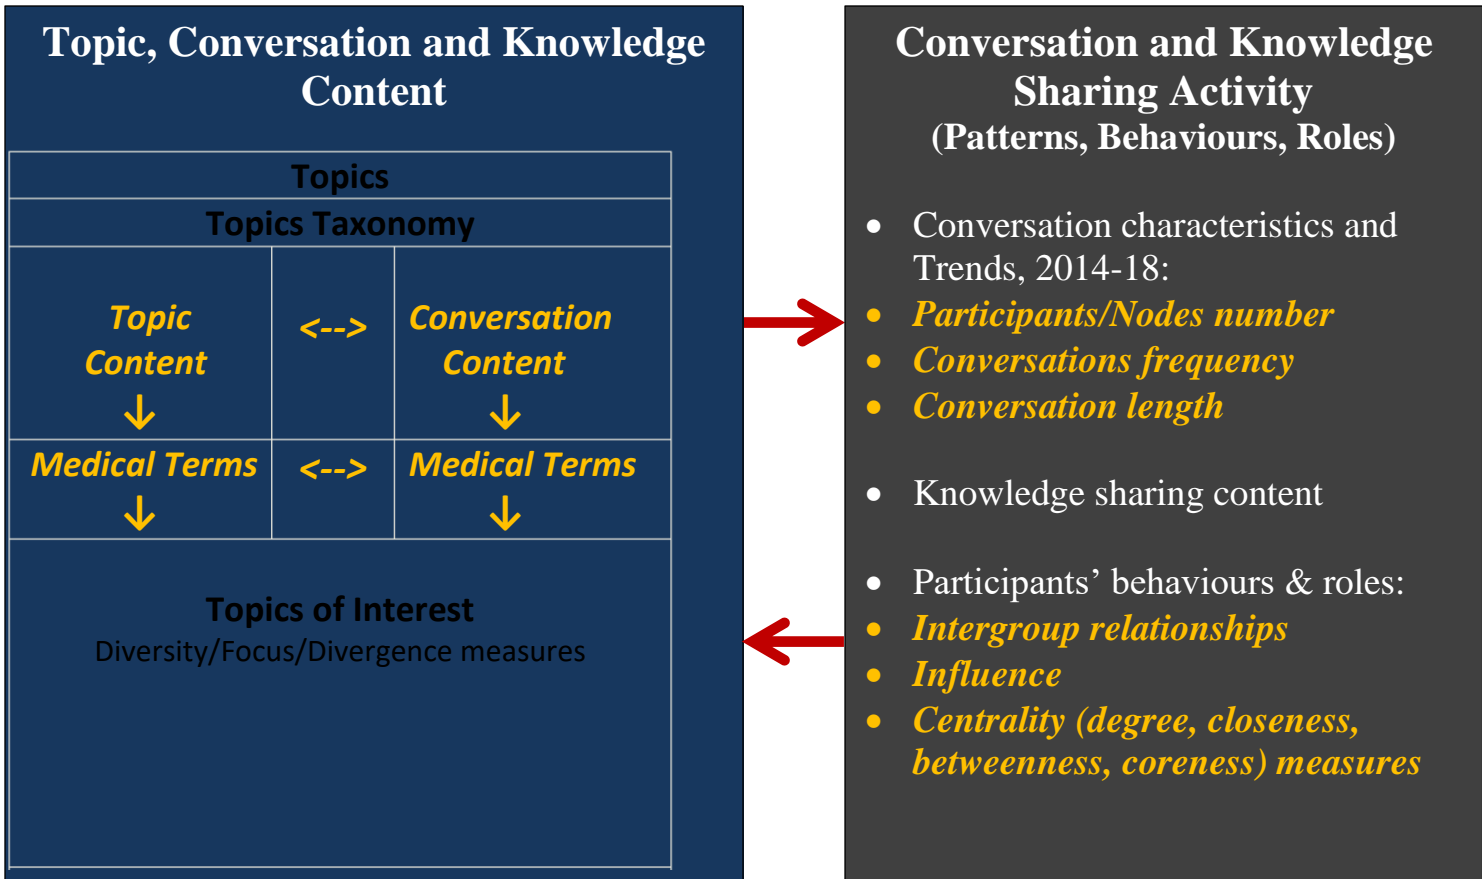 Topic, Conversation and Knowledge
Content
Topics
Topics Taxonomy
Topic
Content
↓
<-->
Conversation
Content
↓
Medical Terms
↓
<-->
Medical Terms
↓
Topics of Interest
Diversity/Focus/Divergence measures
Conversation and Knowledge
Sharing Activity
(Patterns, Behaviours, Roles)
• Conversation characteristics and
Trends, 2014-18:
• Participants/Nodes number
• Conversations frequency
• Conversation length
• Knowledge sharing content
• Participants’ behaviours & roles:
• Intergroup relationships
• Influence
• Centrality (degree, closeness,
betweenness, coreness) measures